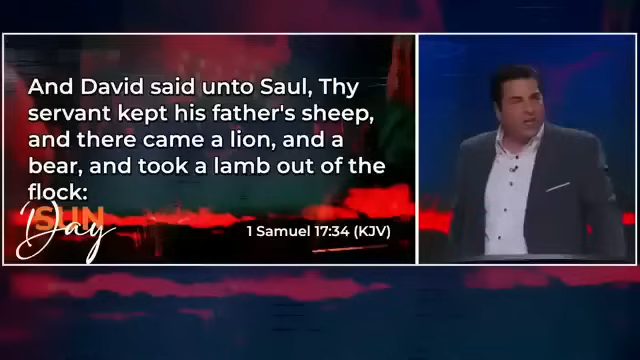 And David said unto Saul, Thy
servant kept his father's sheep,
and there came a lion, and a
bear, and took a lamb out of the
flock:
SUN
Day
1 Samuel 17:34 (KJV)